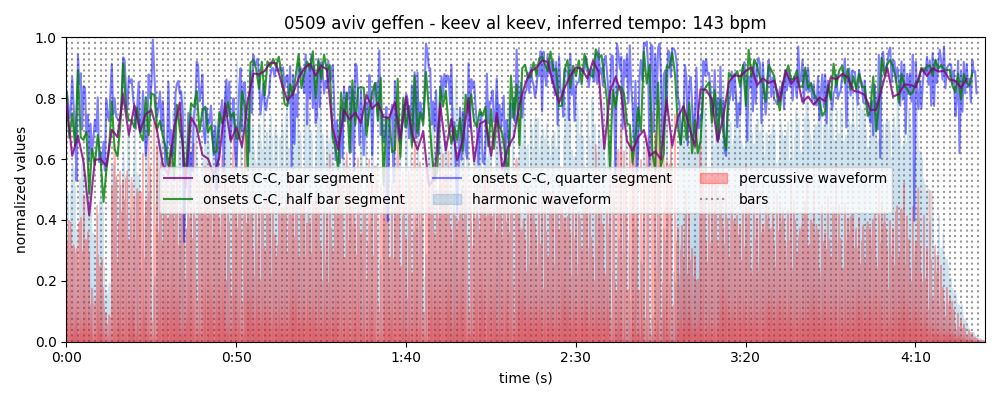 0509 aviv geffen - keev al keev, inferred tempo: 143 bpm
1.0
0.8
0.6
0.4
0.2
0.0
normalized values
onsets C-C, bar segment
onsets C-C, half bar segment
onsets C-C, quarter segment
harmonic waveform
percussive waveform
bars
0:00 0:50 1:40 2:30 3:20 4:10
time (s)